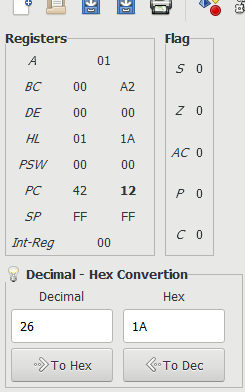 Registers
A 01
BC 00 A2
DE 00 00
HL 01 1A
PSW 00 00
PC 42 12
SP FF FF
Int-Reg 00
Flag
S 0
Z 0
AC 0
P 0
C 0
Decimal - Hex Convertion
Decimal Hex
26 1A
To Hex To Dec